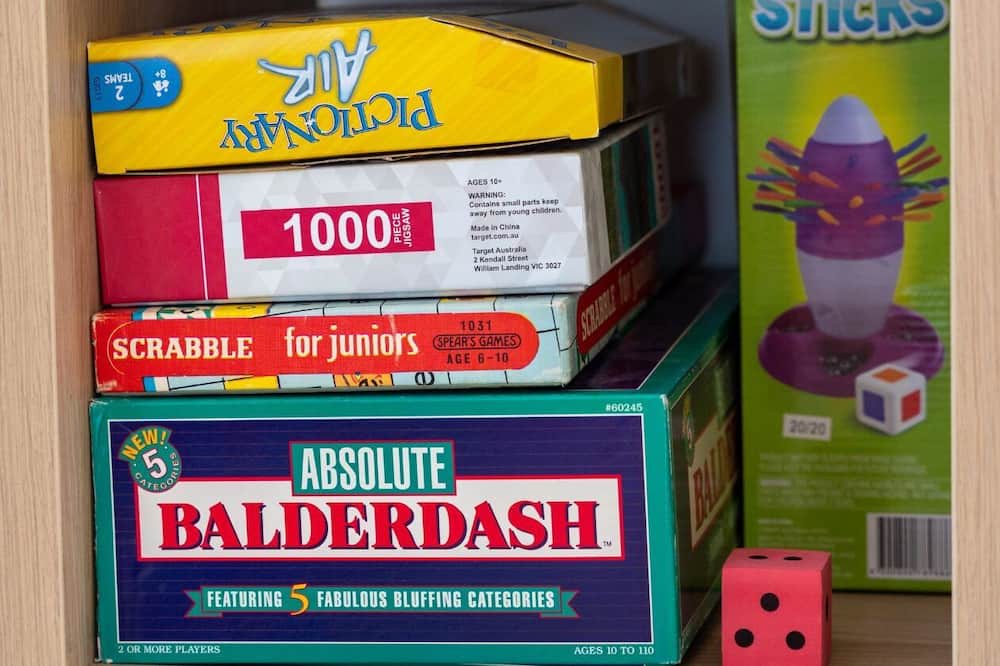 2
TEAMS
8+
PICTIONARY
AIR
1000
PIECE
JIGSAW
AGES 10+
WARNING:
Contains small parts keep
away from young children.
Made in China
target.com.au
Target Australia
2 Kendall Street
William Landing VIC 3027
SCRABBLE for juniors
1031
SPEAR'S GAMES
AGE 6-10
SCRABBLE for
#60245
NEW!
5
CATEGORIES
ABSOLUTE
BALDERDASH™
FEATURING 5 FABULOUS BLUFFING CATEGORIES
2 OR MORE PLAYERS
AGES 10 TO 110
BALD
STICKS
20/20